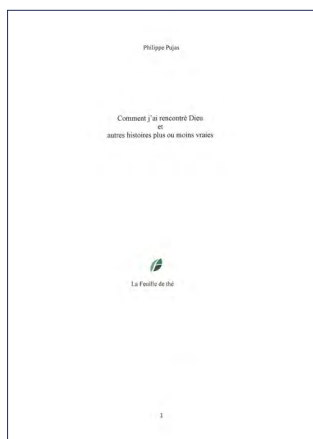 Philippe Pujas
Comment j'ai rencontré Dieu
et
autres histoires plus ou moins vraies
La Feuille de thé
1